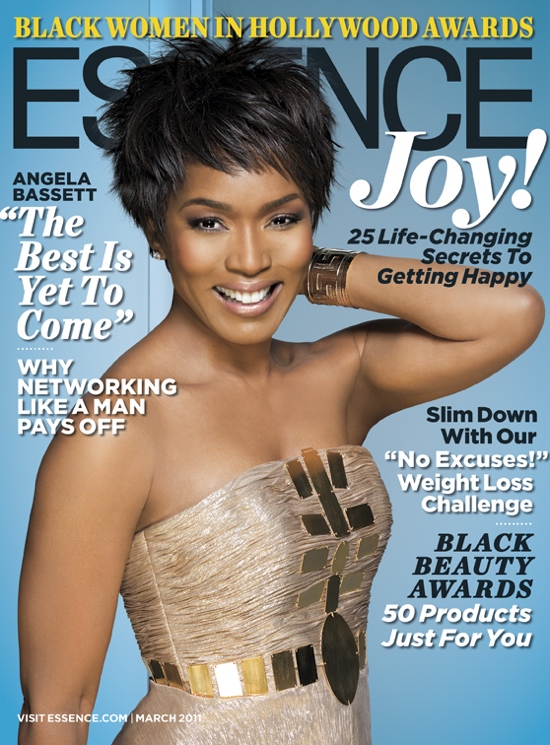 BLACK WOMEN IN HOLLYWOOD AWARDS
ESSENCE
Joy!
25 Life-Changing
Secrets To
Getting Happy
ANGELA
BASSETT
“The
Best Is
Yet To
Come”
WHY
NETWORKING
LIKE A MAN
PAYS OFF
Slim Down
With Our
“No Excuses!”
Weight Loss
Challenge
BLACK
BEAUTY
AWARDS
50 Products
Just For You
VISIT ESSENCE.COM | MARCH 2011